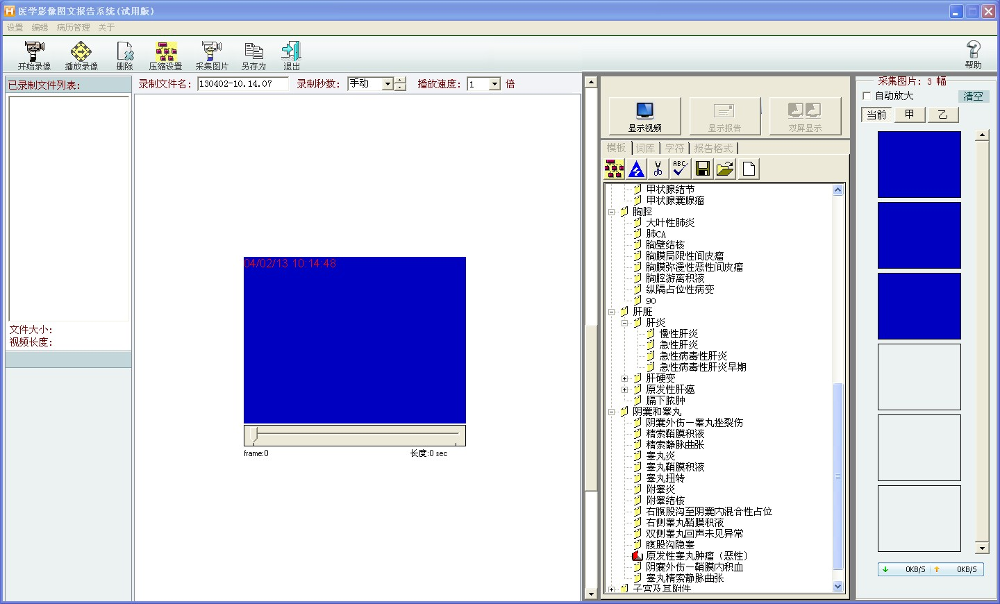 医学影像图文报告系统(试用版)
设置 编辑 病历管理 关于
开始录像 播放录像 删除 压缩设置 采集图片 另存为 退出 帮助
已录制文件列表:
录制文件名: 130402-10.14.07 录制秒数: 手动 播放速度: 1 倍
文件大小:
视频长度:
04/02/13 10:14:48
frame:0 长度:0 sec
显示视频 显示报告 双屏显示
模板 词库 字符 报告格式
ABC
甲状腺结节
甲状腺囊腺瘤
胸腔
大叶性肺炎
肺CA
胸壁结核
胸膜局限性间皮瘤
胸膜弥漫性恶性间皮瘤
胸腔游离积液
纵隔占位性病变
90
肝脏
肝炎
慢性肝炎
急性肝炎
急性病毒性肝炎
急性病毒性肝炎早期
肝硬变
原发性肝癌
膈下脓肿
阴囊和睾丸
阴囊外伤—睾丸挫裂伤
精索鞘膜积液
精索静脉曲张
睾丸炎
睾丸鞘膜积液
睾丸扭转
附睾炎
附睾结核
右腹股沟至阴囊内混合性占位
右侧睾丸鞘膜积液
双侧睾丸回声未见异常
腹股沟隐睾
原发性睾丸肿瘤（恶性）
阴囊外伤—鞘膜内积血
睾丸精索静脉曲张
子宫及其附件
采集图片: 3 幅
自动放大 清空
当前 甲 乙
0KB/S 0KB/S